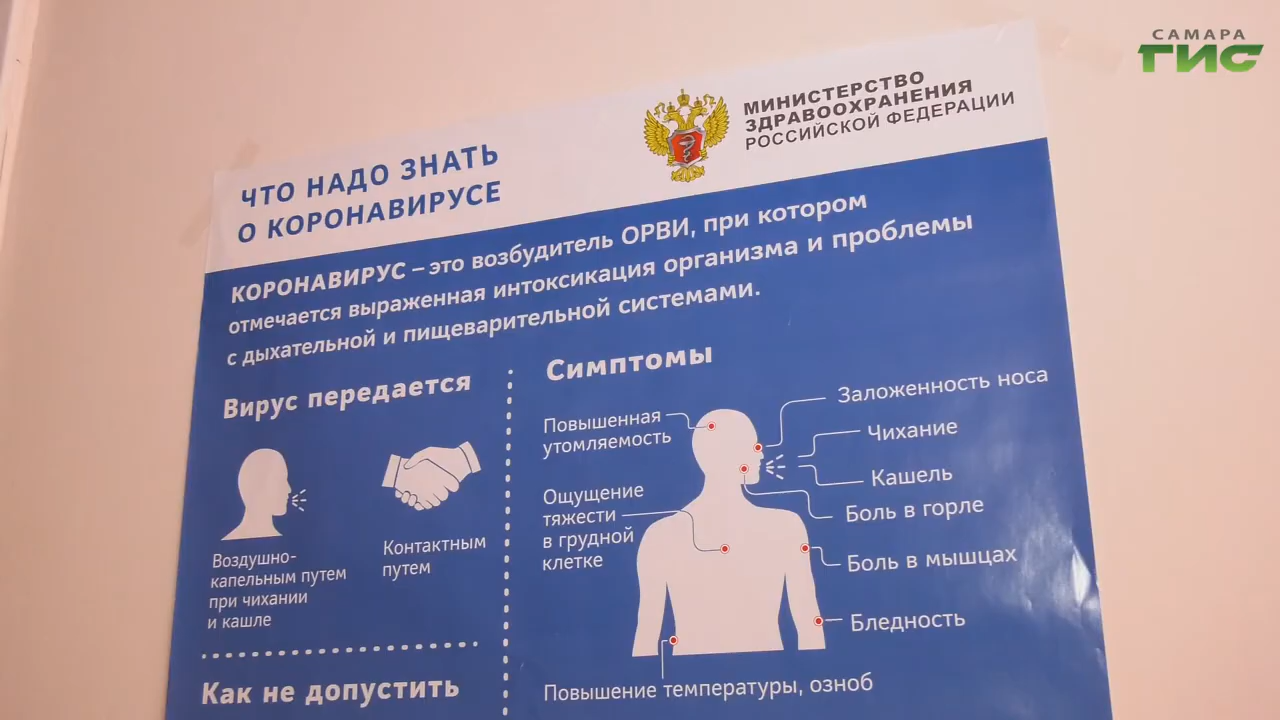 САМАРА
ГИС
МИНИСТЕРСТВО
ЗДРАВООХРАНЕНИЯ
РОССИЙСКОЙ ФЕДЕРАЦИИ
ЧТО НАДО ЗНАТЬ
О КОРОНАВИРУСЕ
КОРОНАВИРУС – это возбудитель ОРВИ, при котором
отмечается выраженная интоксикация организма и проблемы
с дыхательной и пищеварительной системами.
Вирус передается
Воздушно-
капельным путем
при чихании
и кашле
Контактным
путем
Как не допустить
Симптомы
Повышенная
утомляемость
Ощущение
тяжести
в грудной
клетке
Заложенность носа
Чихание
Кашель
Боль в горле
Боль в мышцах
Бледность
Повышение температуры, озноб